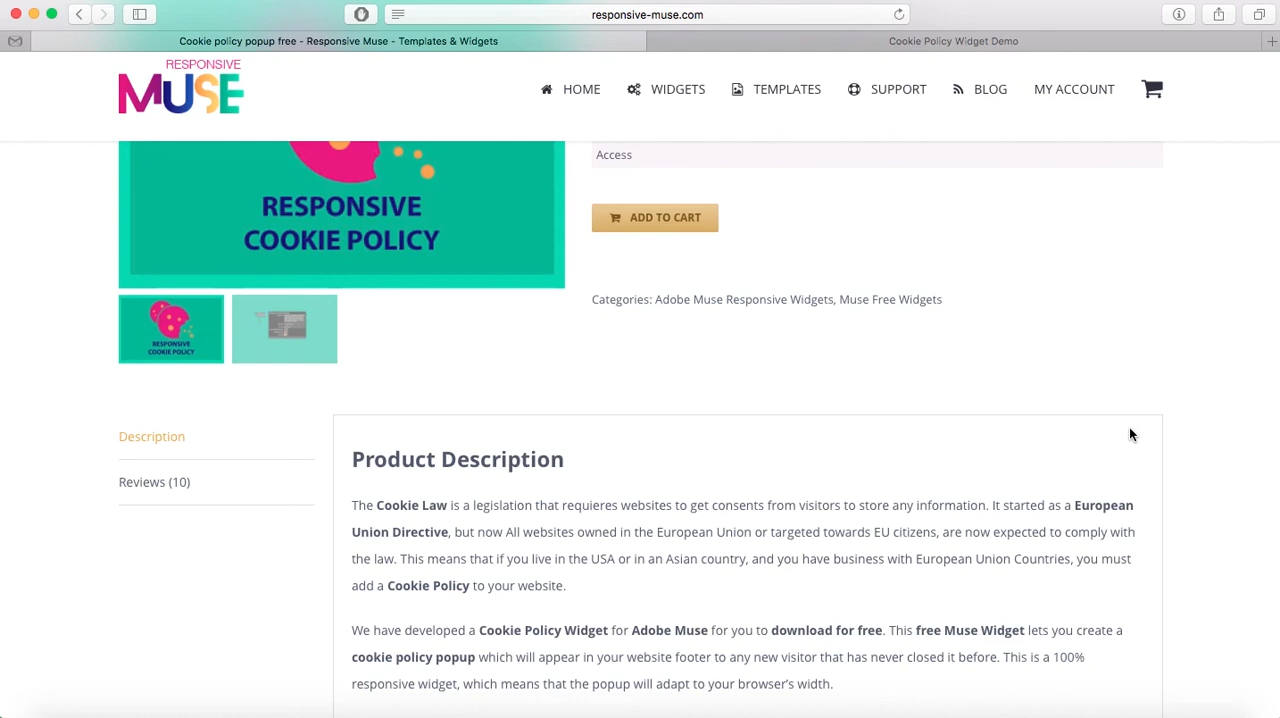 responsive-muse.com
Cookie policy popup free - Responsive Muse - Templates & Widgets
Cookie Policy Widget Demo
RESPONSIVE
MUSE
HOME
WIDGETS
TEMPLATES
SUPPORT
BLOG
MY ACCOUNT
Access
RESPONSIVE
COOKIE POLICY
ADD TO CART
Categories: Adobe Muse Responsive Widgets, Muse Free Widgets
RESPONSIVE
COOKIE POLICY
Description
Reviews (10)
Product Description
The Cookie Law is a legislation that requieres websites to get consents from visitors to store any information. It started as a European
Union Directive, but now All websites owned in the European Union or targeted towards EU citizens, are now expected to comply with
the law. This means that if you live in the USA or in an Asian country, and you have business with European Union Countries, you must
add a Cookie Policy to your website.
We have developed a Cookie Policy Widget for Adobe Muse for you to download for free. This free Muse Widget lets you create a
cookie policy popup which will appear in your website footer to any new visitor that has never closed it before. This is a 100%
responsive widget, which means that the popup will adapt to your browser's width.